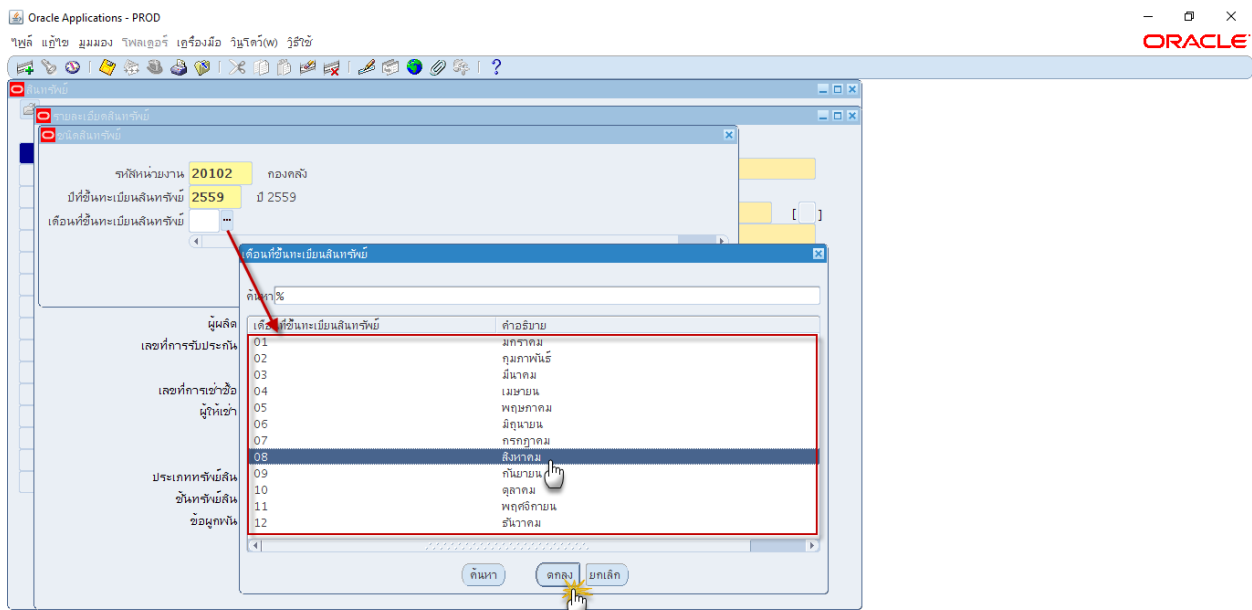 Oracle Applications - PROD
ไฟล์ แก้ไข มุมมอง โฟลเดอร์ เครื่องมือ วินโดว์(W) วิธีใช้
ORACLE
สินทรัพย์
รายละเอียดสินทรัพย์
ชนิดสินทรัพย์
รหัสหน่วยงาน 20102 กองคลัง
ปีที่ขึ้นทะเบียนสินทรัพย์ 2559 ปี 2559
เดือนที่ขึ้นทะเบียนสินทรัพย์
[ ]
เดือนที่ขึ้นทะเบียนสินทรัพย์
ค้นหา %
เดือนที่ขึ้นทะเบียนสินทรัพย์ คำอธิบาย
01 มกราคม
02 กุมภาพันธ์
03 มีนาคม
04 เมษายน
05 พฤษภาคม
06 มิถุนายน
07 กรกฎาคม
08 สิงหาคม
09 กันยายน
10 ตุลาคม
11 พฤศจิกายน
12 ธันวาคม
ผู้ผลิต
เลขที่การรับประกัน
เลขที่การเช่าซื้อ
ผู้ให้เช่า
ประเภททรัพย์สิน
ชั้นทรัพย์สิน
ข้อผูกพัน
ค้นหา ตกลง ยกเลิก